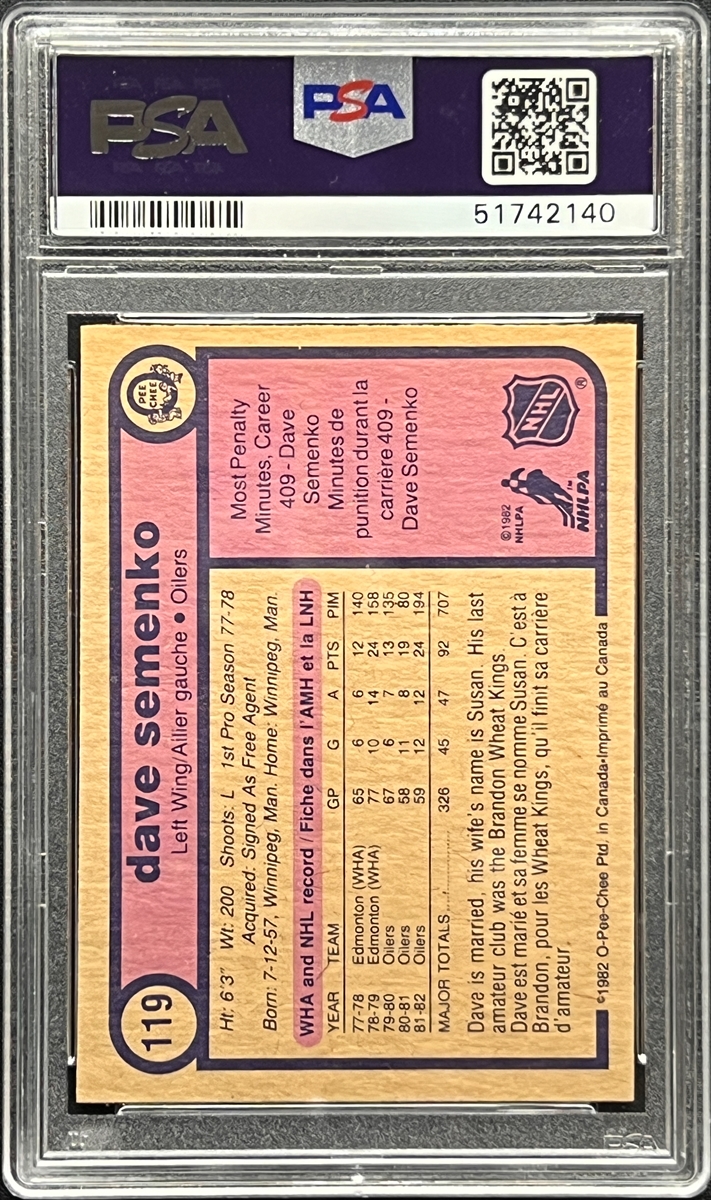 PSA
PSA
51742140
119
dave semenko
Left Wing/Ailier gauche • Oilers
O PEE CHEE
Ht: 6'3" Wt: 200 Shoots: L 1st Pro Season 77-78
Acquired: Signed As Free Agent
Born: 7-12-57, Winnipeg, Man. Home: Winnipeg, Man.
WHA and NHL record / Fiche dans l'AMH et la LNH
YEAR TEAM GP G A PTS PIM
77-78 Edmonton (WHA) 65 6 6 12 140
78-79 Edmonton (WHA) 77 10 14 24 158
79-80 Oilers 67 6 7 13 135
80-81 Oilers 58 11 8 19 80
81-82 Oilers 59 12 12 24 194
MAJOR TOTALS 326 45 47 92 707
Dave is married, his wife's name is Susan. His last
amateur club was the Brandon Wheat Kings.
Dave est marié et sa femme se nomme Susan. C'est à
Brandon, pour les Wheat Kings, qu'il finit sa carrière
d'amateur.
Most Penalty
Minutes, Career
409 - Dave
Semenko
Minutes de
punition durant la
carrière 409 -
Dave Semenko
©1982
NHLPA
NHLPA™
NHL ®
©1982 O-Pee-Chee Ptd. in Canada•Imprimé au Canada
PSA